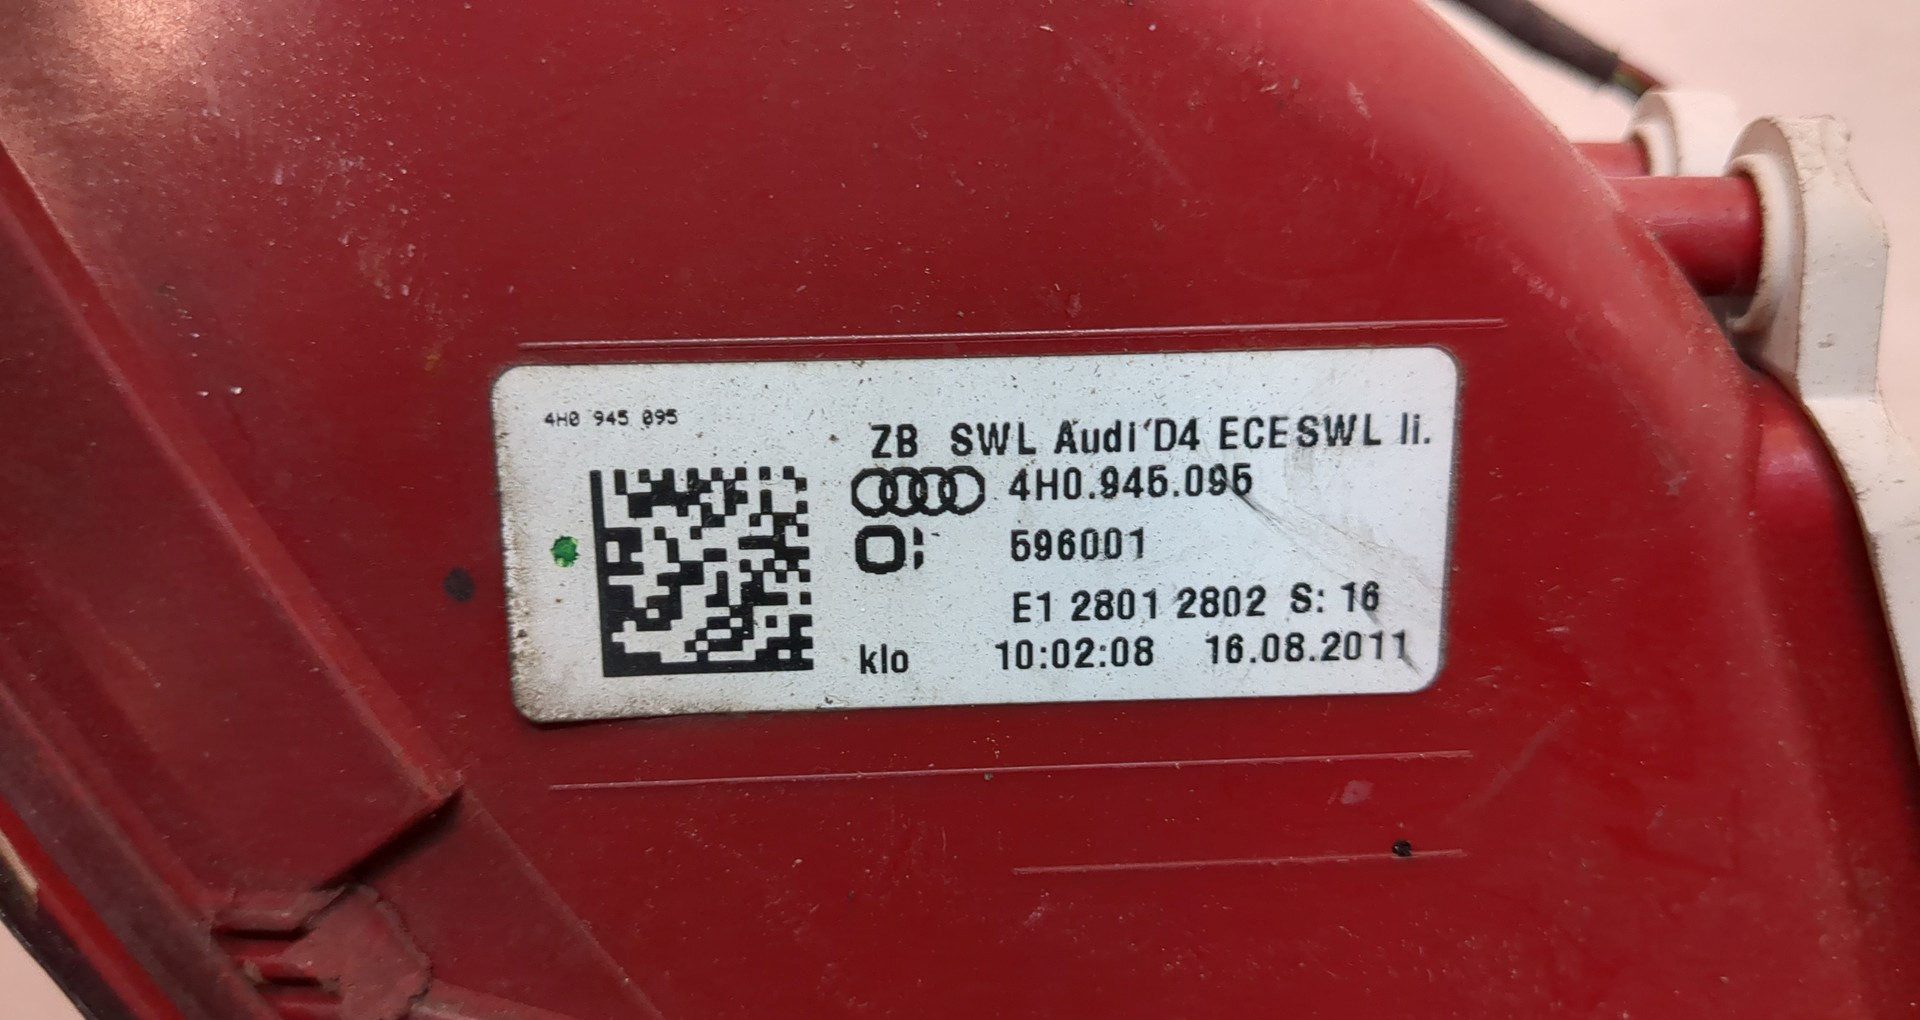 4H0 945 095
ZB SWL Audi'D4 ECE SWL li.
4H0.945.095
596001
E1 2801 2802 S: 16
klo 10:02:08 16.08.2011